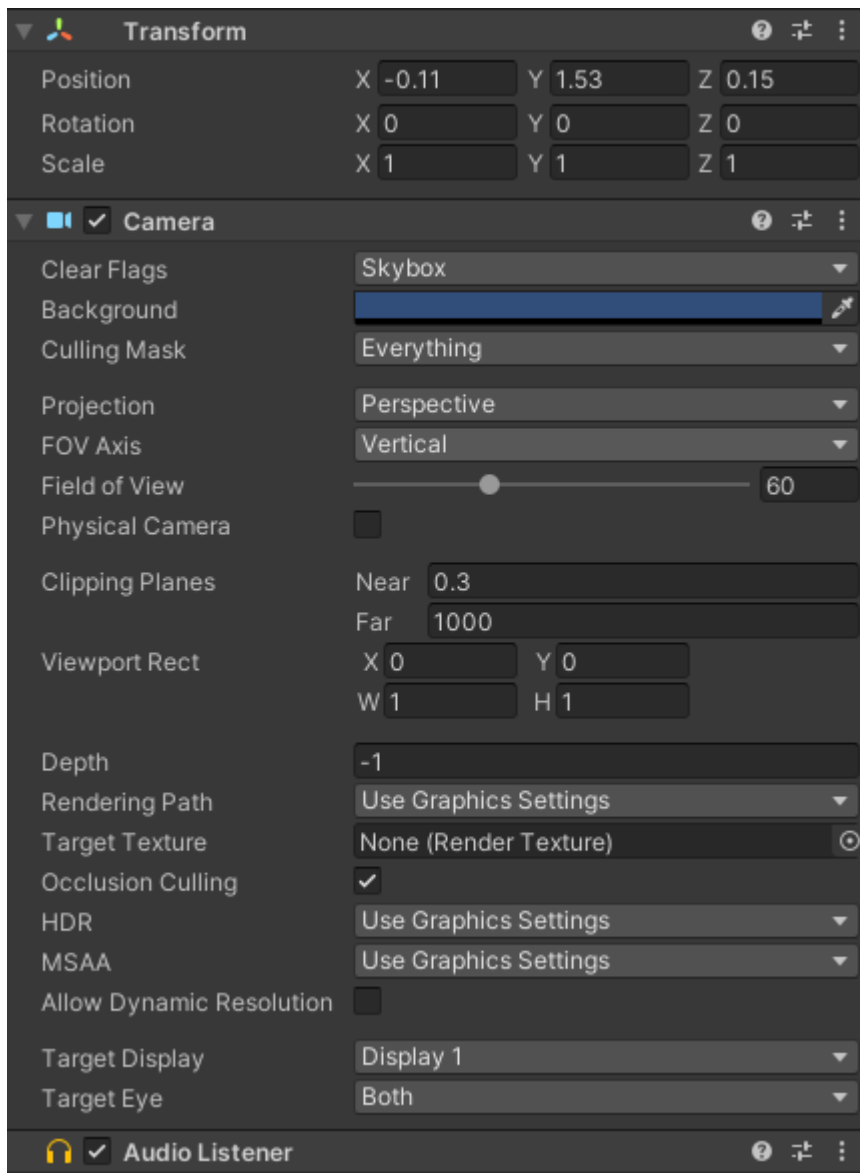 Transform
Position X -0.11 Y 1.53 Z 0.15
Rotation X 0 Y 0 Z 0
Scale X 1 Y 1 Z 1
Camera
Clear Flags Skybox
Background
Culling Mask Everything
Projection Perspective
FOV Axis Vertical
Field of View 60
Physical Camera
Clipping Planes Near 0.3
Far 1000
Viewport Rect X 0 Y 0
W 1 H 1
Depth -1
Rendering Path Use Graphics Settings
Target Texture None (Render Texture)
Occlusion Culling
HDR Use Graphics Settings
MSAA Use Graphics Settings
Allow Dynamic Resolution
Target Display Display 1
Target Eye Both
Audio Listener